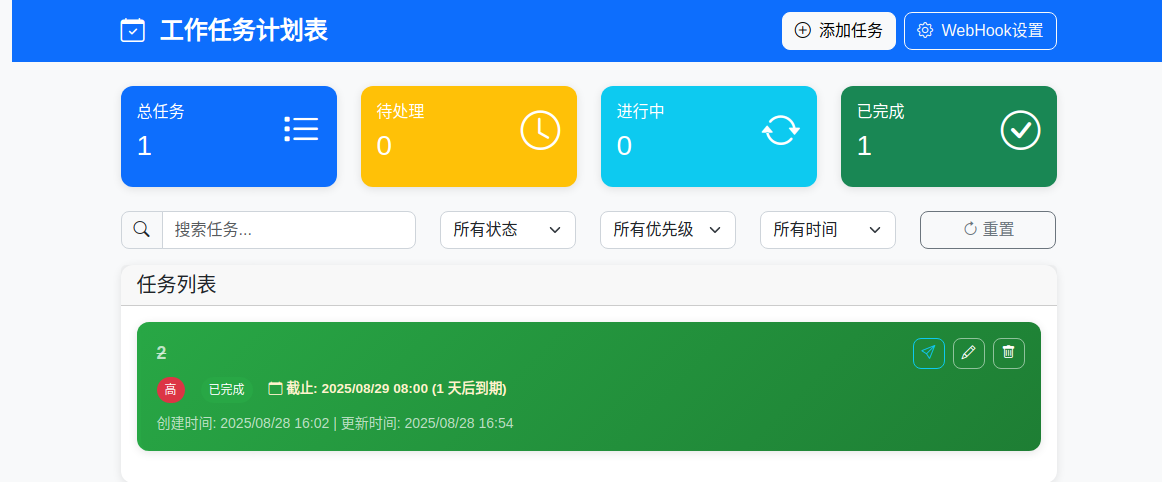 工作任务计划表
添加任务
WebHook设置
总任务
1
待处理
0
进行中
0
已完成
1
搜索任务...
所有状态
所有优先级
所有时间
重置
任务列表
2
高
已完成
截止: 2025/08/29 08:00 (1 天后到期)
创建时间: 2025/08/28 16:02 | 更新时间: 2025/08/28 16:54